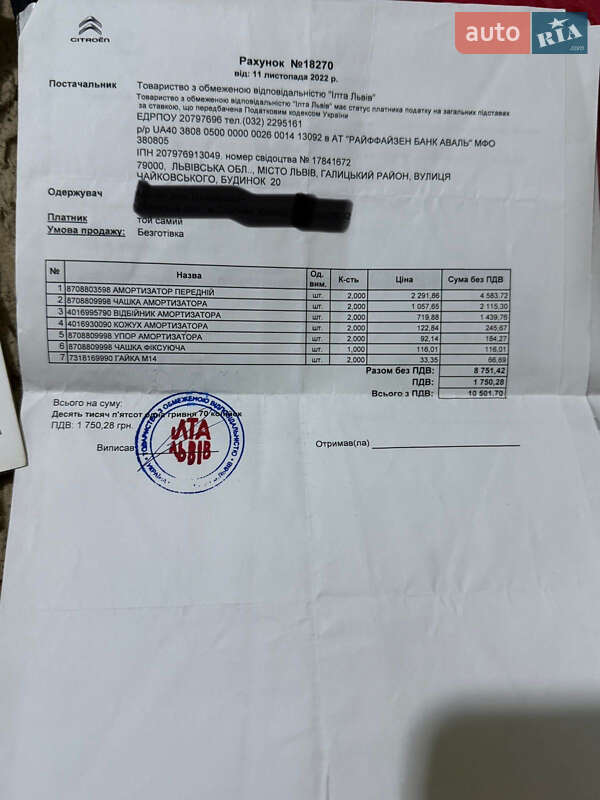 CITROËN
auto RIA.com
Рахунок №18270
від: 11 листопада 2022 р.
Постачальник Товариство з обмеженою відповідальністю "Ілта Львів"
Товариство з обмеженою відповідальністю "Ілта Львів" має статус платника податку на загальних підставах
за ставкою, що передбачена Податковим кодексом України
ЕДРПОУ 20797696 тел.(032) 2295161
р/р UA40 3808 0500 0000 0026 0014 13092 в АТ "РАЙФФАЙЗЕН БАНК АВАЛЬ" МФО
380805
ІПН 207976913049. номер свідоцтва № 17841672
79000, ЛЬВІВСЬКА ОБЛ.., МІСТО ЛЬВІВ, ГАЛИЦЬКИЙ РАЙОН, ВУЛИЦЯ
ЧАЙКОВСЬКОГО, БУДИНОК 20
Одержувач
Платник той самий
Умова продажу: Безготівка
№ Назва Од. вим. К-сть Ціна Сума без ПДВ
1 8708803598 АМОРТИЗАТОР ПЕРЕДНІЙ шт. 2,000 2 291,86 4 583,72
2 8708809998 ЧАШКА АМОРТИЗАТОРА шт. 2,000 1 057,65 2 115,30
3 4016995790 ВІДБІЙНИК АМОРТИЗАТОРА шт. 2,000 719,88 1 439,76
4 4016930090 КОЖУХ АМОРТИЗАТОРА шт. 2,000 122,84 245,67
5 8708809998 УПОР АМОРТИЗАТОРА шт. 2,000 92,14 184,27
6 8708809998 ЧАШКА ФІКСУЮЧА шт. 1,000 116,01 116,01
7 7318169990 ГАЙКА М14 шт. 2,000 33,35 66,69
Разом без ПДВ: 8 751,42
ПДВ: 1 750,28
Всього з ПДВ: 10 501,70
Всього на суму:
Десять тисяч п'ятсот одна гривня 70 копійок
ПДВ: 1 750,28 грн.
Виписав
Отримав(ла)
ТОВАРИСТВО З ОБМЕЖЕНОЮ ВІДПОВІДАЛЬНІСТЮ
ІЛТА
ЛЬВІВ